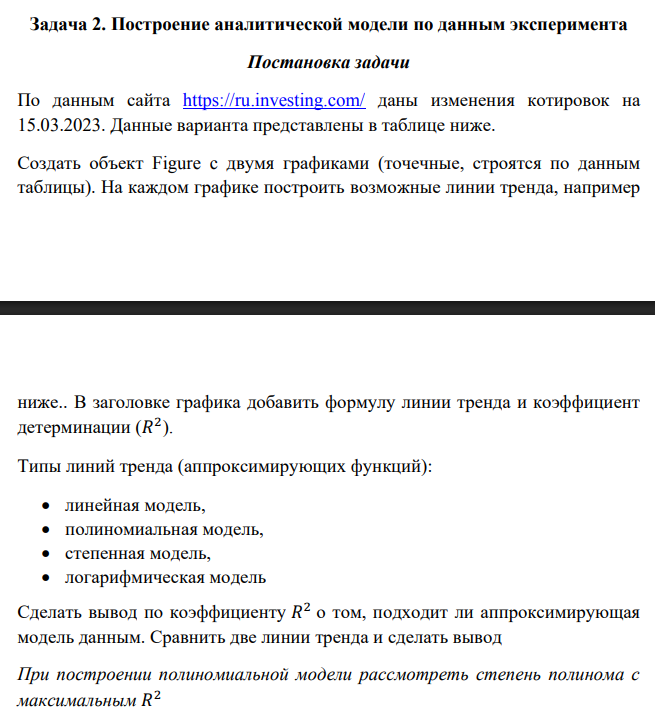 Задача 2. Построение аналитической модели по данным эксперимента
Постановка задачи
По данным сайта https://ru.investing.com/ даны изменения котировок на
15.03.2023. Данные варианта представлены в таблице ниже.
Создать объект Figure с двумя графиками (точечные, строятся по данным
таблицы). На каждом графике построить возможные линии тренда, например
ниже.. В заголовке графика добавить формулу линии тренда и коэффициент
детерминации (R²).
Типы линий тренда (аппроксимирующих функций):
• линейная модель,
• полиномиальная модель,
• степенная модель,
• логарифмическая модель
Сделать вывод по коэффициенту R² о том, подходит ли аппроксимирующая
модель данным. Сравнить две линии тренда и сделать вывод
При построении полиномиальной модели рассмотреть степень полинома с
максимальным R²